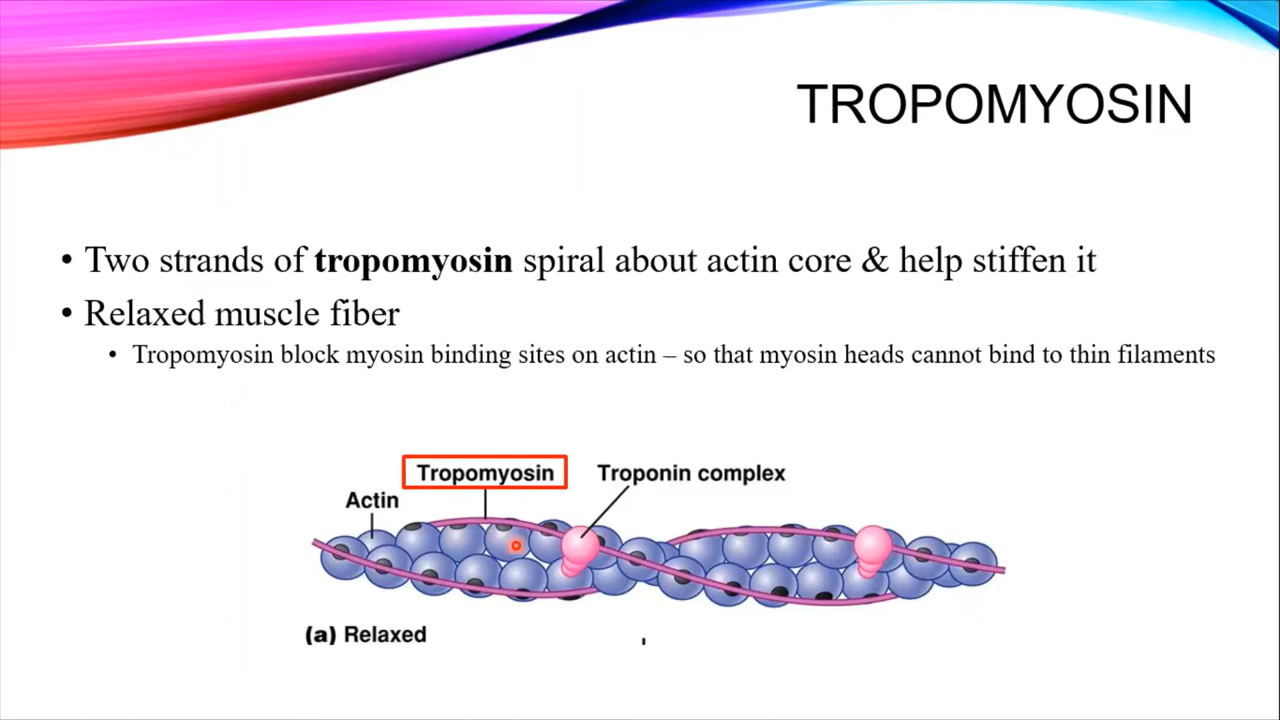 TROPOMYOSIN
• Two strands of tropomyosin spiral about actin core & help stiffen it
• Relaxed muscle fiber
• Tropomyosin block myosin binding sites on actin – so that myosin heads cannot bind to thin filaments
Tropomyosin
Troponin complex
Actin
(a) Relaxed